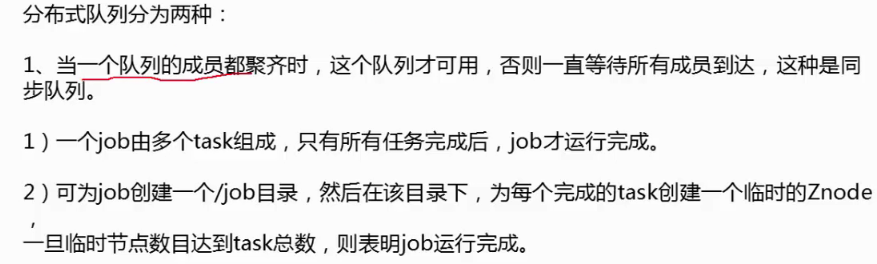 分布式队列分为两种：
1、当一个队列的成员都聚齐时，这个队列才可用，否则一直等待所有成员到达，这种是同
步队列。
1）一个job由多个task组成，只有所有任务完成后，job才运行完成。
2）可为job创建一个/job目录，然后在该目录下，为每个完成的task创建一个临时的Znode
，
一旦临时节点数目达到task总数，则表明job运行完成。